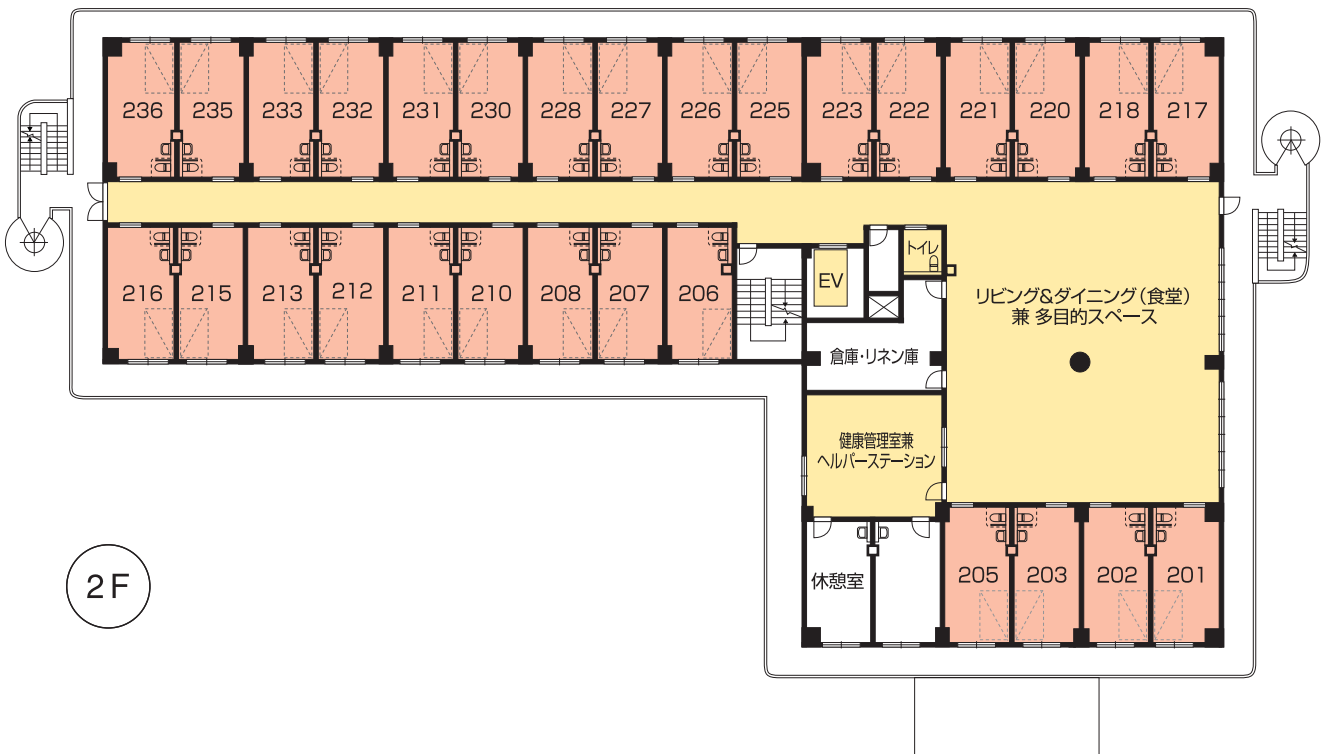 236 235 233 232 231 230 228 227 226 225 223 222 221 220 218 217
216 215 213 212 211 210 208 207 206
EV
トイレ
リビング&ダイニング(食堂)
兼 多目的スペース
倉庫・リネン庫
健康管理室兼
ヘルパーステーション
休憩室
205 203 202 201
2F